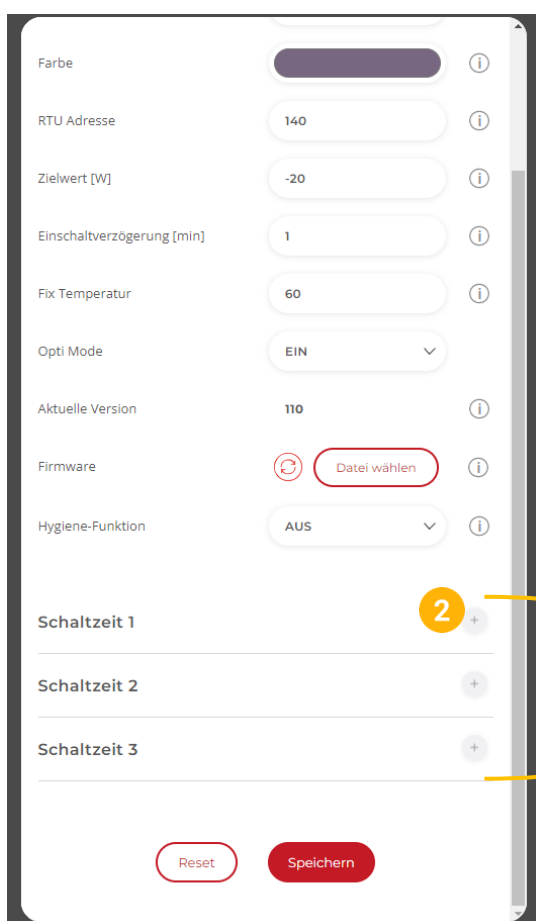 Farbe
RTU Adresse 140
Zielwert [W] -20
Einschaltverzögerung [min] 1
Fix Temperatur 60
Opti Mode EIN
Aktuelle Version 110
Firmware Datei wählen
Hygiene-Funktion AUS
2
Schaltzeit 1
Schaltzeit 2
Schaltzeit 3
Reset Speichern